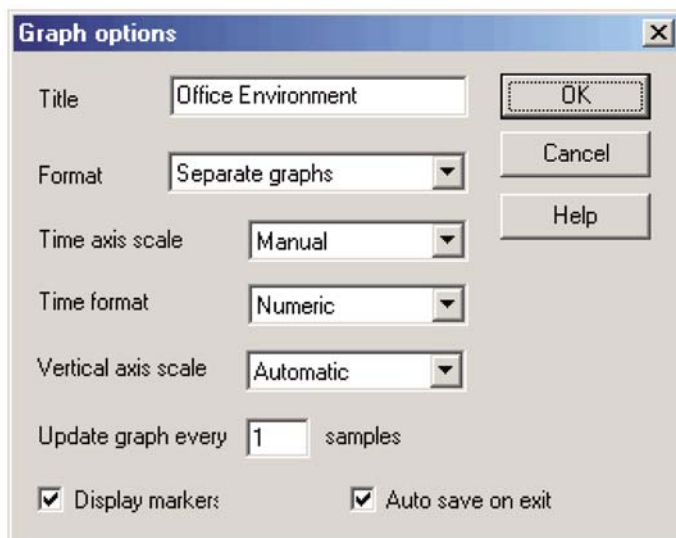 Graph options
Title Office Environment OK
Cancel
Format Separate graphs
Help
Time axis scale Manual
Time format Numeric
Vertical axis scale Automatic
Update graph every 1 samples
Display markers Auto save on exit